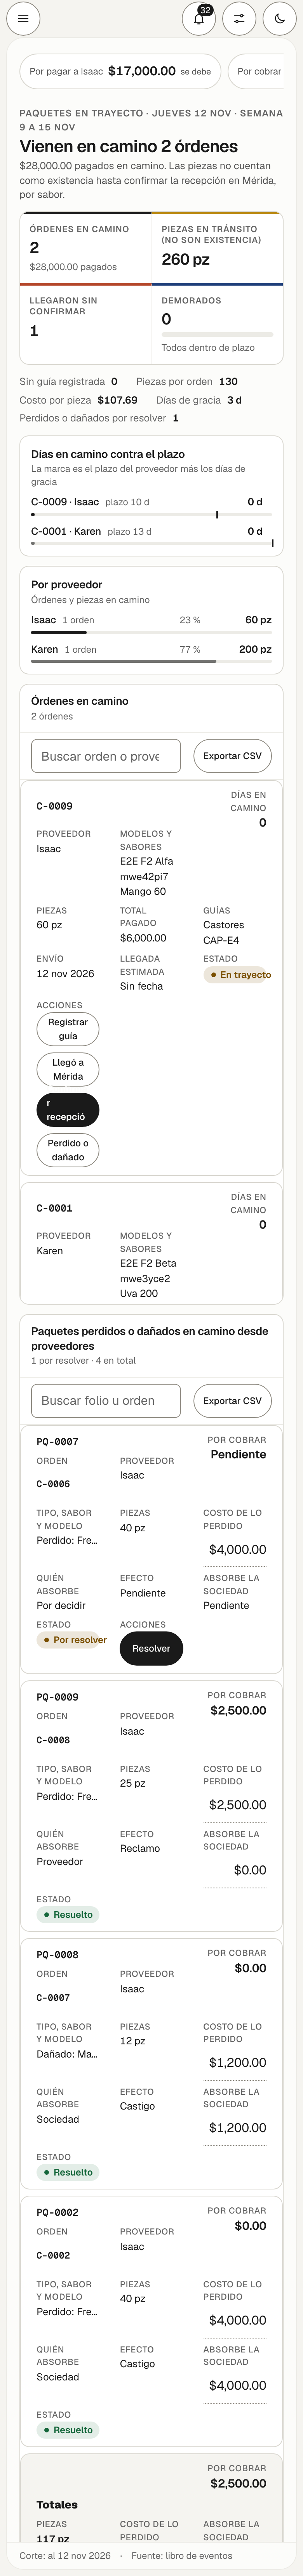 32
Por pagar a Isaac $17,000.00 se debe
Por cobrar
PAQUETES EN TRAYECTO · JUEVES 12 NOV · SEMANA
9 A 15 NOV
Vienen en camino 2 órdenes
$28,000.00 pagados en camino. Las piezas no cuentan
como existencia hasta confirmar la recepción en Mérida,
por sabor.
ÓRDENES EN CAMINO
2
$28,000.00 pagados
PIEZAS EN TRÁNSITO
(NO SON EXISTENCIA)
260 pz
LLEGARON SIN
CONFIRMAR
1
DEMORADOS
0
Todos dentro de plazo
Sin guía registrada 0 Piezas por orden 130
Costo por pieza $107.69 Días de gracia 3 d
Perdidos o dañados por resolver 1
Días en camino contra el plazo
La marca es el plazo del proveedor más los días de
gracia
C-0009 · Isaac plazo 10 d 0 d
C-0001 · Karen plazo 13 d 0 d
Por proveedor
Órdenes y piezas en camino
Isaac 1 orden 23 % 60 pz
Karen 1 orden 77 % 200 pz
Órdenes en camino
2 órdenes
Buscar orden o prove
Exportar CSV
C-0009
DÍAS EN
CAMINO
0
PROVEEDOR
Isaac
MODELOS Y
SABORES
E2E F2 Alfa
mwe42pi7
Mango 60
PIEZAS
60 pz
TOTAL
PAGADO
$6,000.00
GUÍAS
Castores
CAP-E4
ENVÍO
12 nov 2026
LLEGADA
ESTIMADA
Sin fecha
ESTADO
En trayecto
ACCIONES
Registrar
guía
Llegó a
Mérida
r
recepció
Perdido o
dañado
C-0001
DÍAS EN
CAMINO
0
PROVEEDOR
Karen
MODELOS Y
SABORES
E2E F2 Beta
mwe3yce2
Uva 200
Paquetes perdidos o dañados en camino desde
proveedores
1 por resolver · 4 en total
Buscar folio u orden
Exportar CSV
PQ-0007
POR COBRAR
Pendiente
ORDEN
C-0006
PROVEEDOR
Isaac
TIPO, SABOR
Y MODELO
Perdido: Fre...
PIEZAS
40 pz
COSTO DE LO
PERDIDO
$4,000.00
QUIÉN
ABSORBE
Por decidir
EFECTO
Pendiente
ABSORBE LA
SOCIEDAD
Pendiente
ESTADO
Por resolver
ACCIONES
Resolver
PQ-0009
POR COBRAR
$2,500.00
ORDEN
C-0008
PROVEEDOR
Isaac
TIPO, SABOR
Y MODELO
Perdido: Fre...
PIEZAS
25 pz
COSTO DE LO
PERDIDO
$2,500.00
QUIÉN
ABSORBE
Proveedor
EFECTO
Reclamo
ABSORBE LA
SOCIEDAD
$0.00
ESTADO
Resuelto
PQ-0008
POR COBRAR
$0.00
ORDEN
C-0007
PROVEEDOR
Isaac
TIPO, SABOR
Y MODELO
Dañado: Ma...
PIEZAS
12 pz
COSTO DE LO
PERDIDO
$1,200.00
QUIÉN
ABSORBE
Sociedad
EFECTO
Castigo
ABSORBE LA
SOCIEDAD
$1,200.00
ESTADO
Resuelto
PQ-0002
POR COBRAR
$0.00
ORDEN
C-0002
PROVEEDOR
Isaac
TIPO, SABOR
Y MODELO
Perdido: Fre...
PIEZAS
40 pz
COSTO DE LO
PERDIDO
$4,000.00
QUIÉN
ABSORBE
Sociedad
EFECTO
Castigo
ABSORBE LA
SOCIEDAD
$4,000.00
ESTADO
Resuelto
POR COBRAR
$2,500.00
Totales
PIEZAS
117 pz
COSTO DE LO
PERDIDO
ABSORBE LA
SOCIEDAD
Corte: al 12 nov 2026 · Fuente: libro de eventos